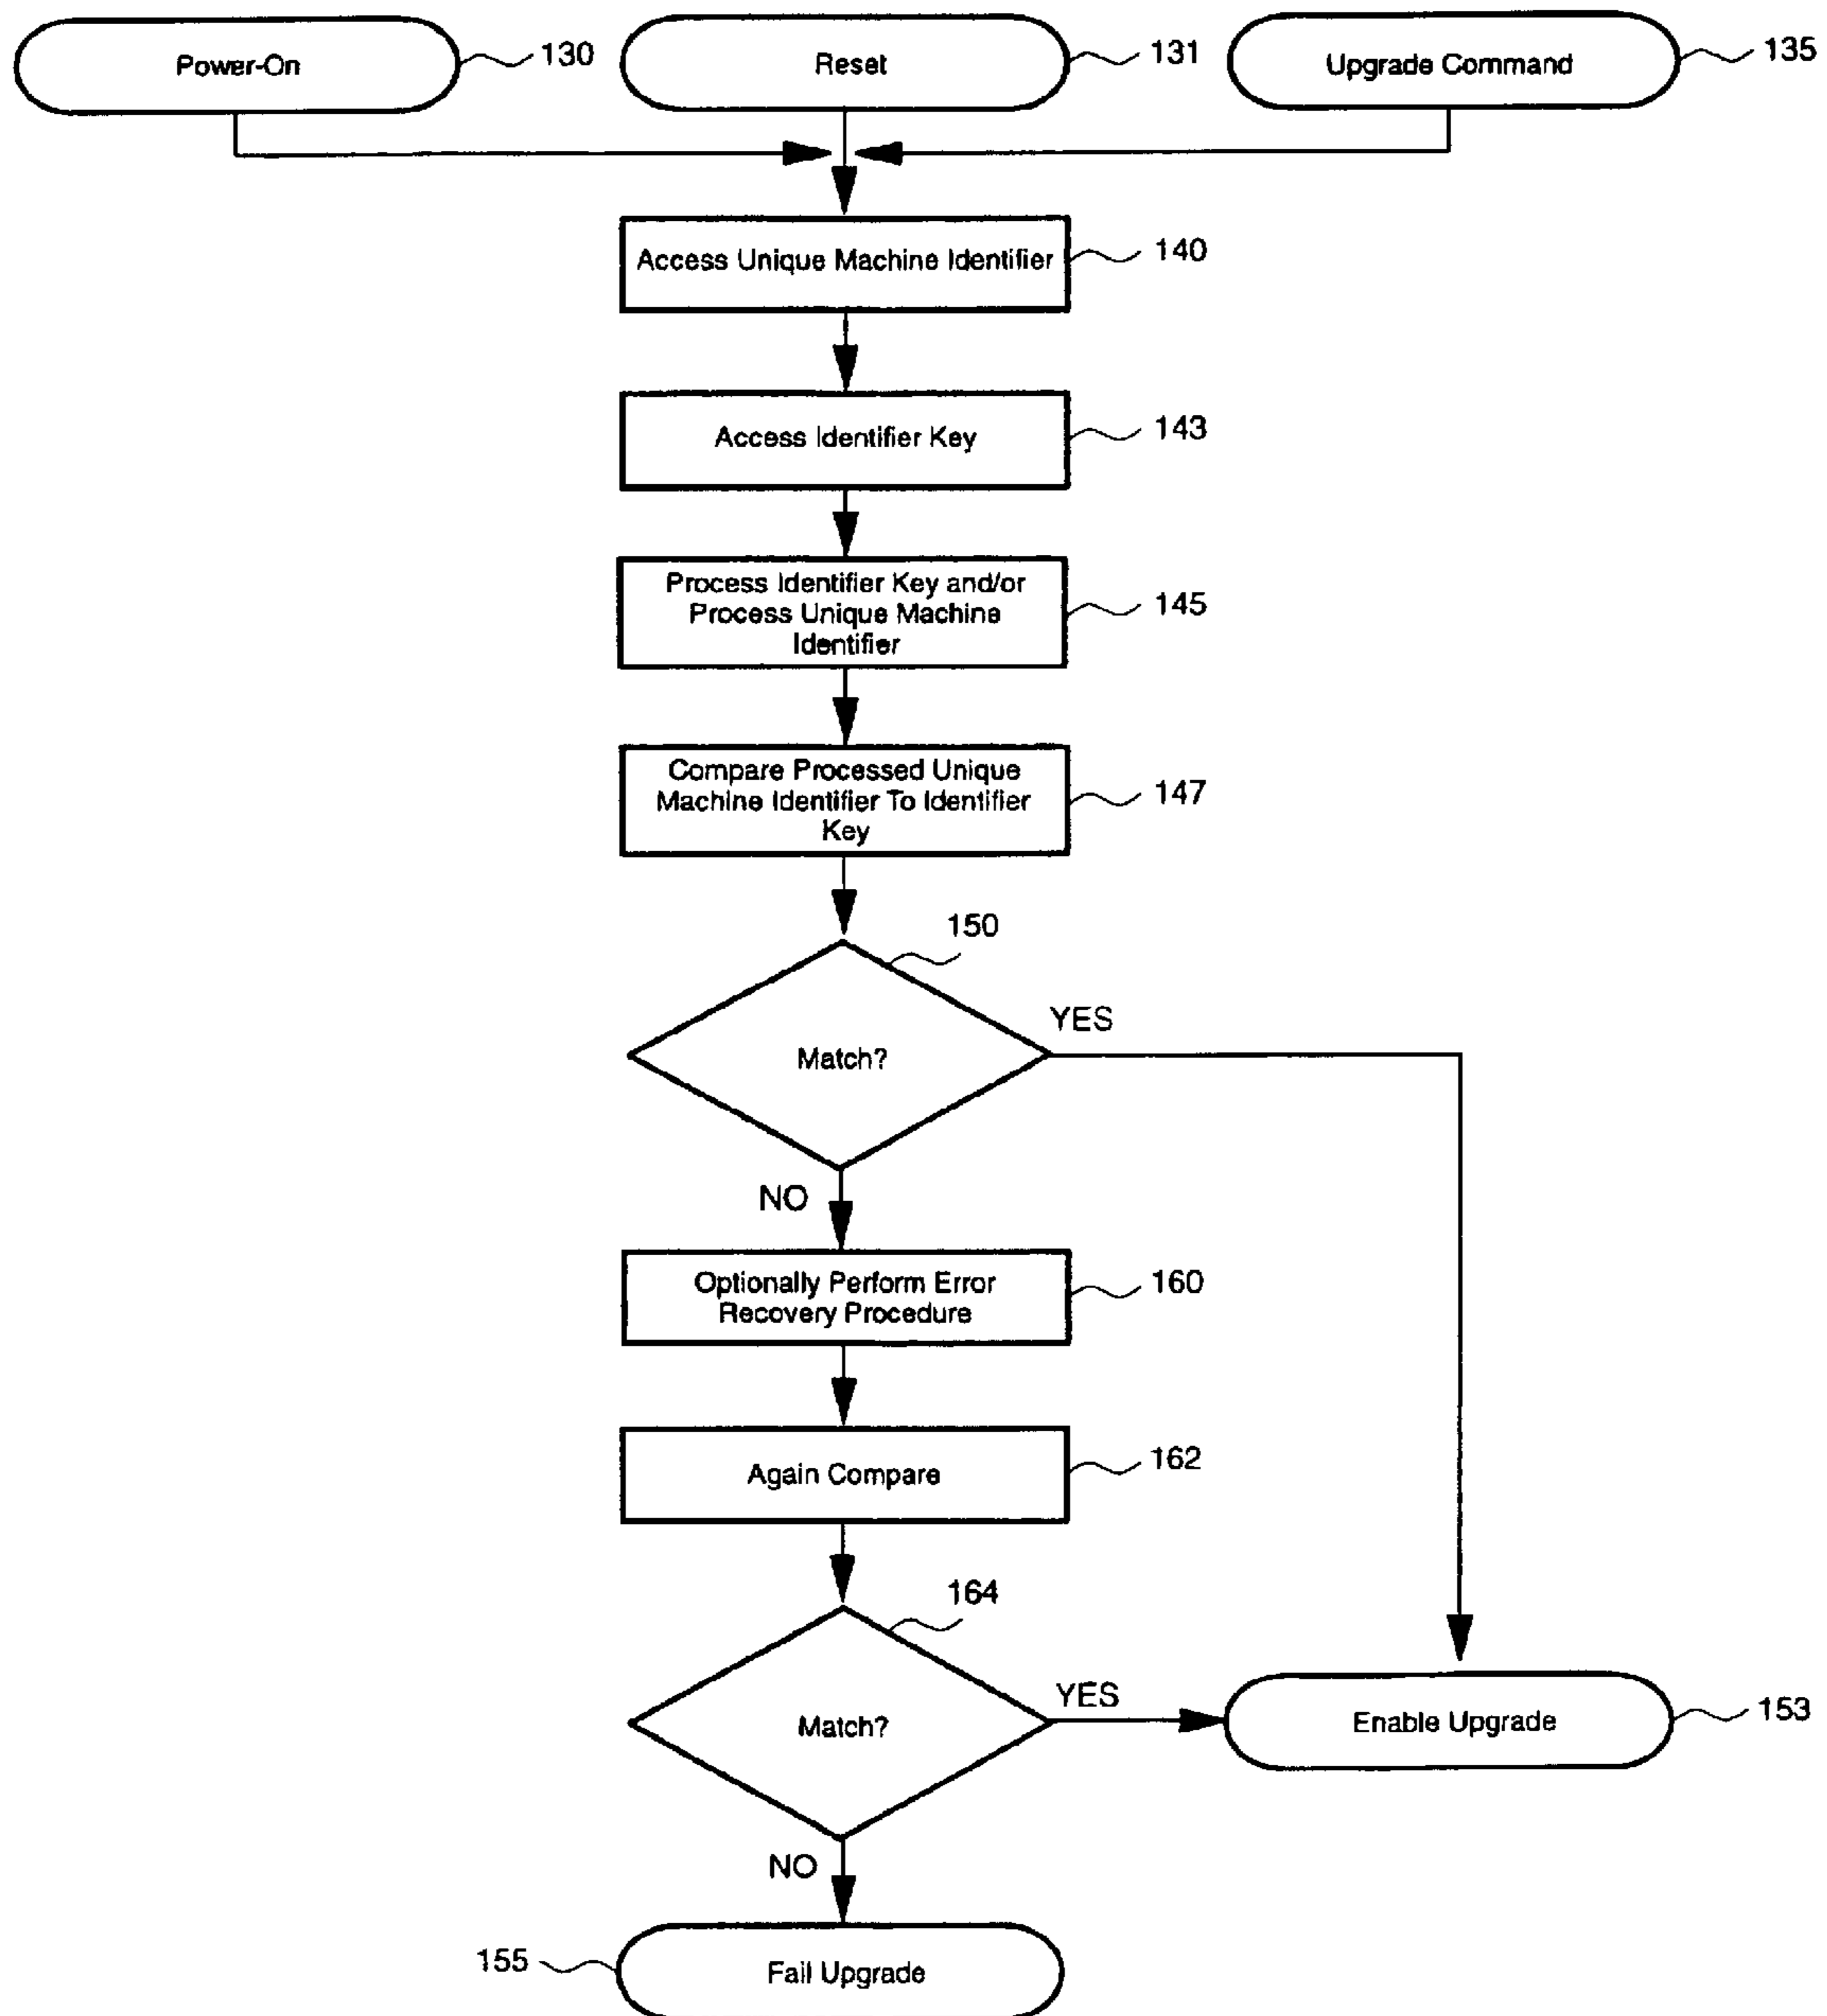 Power-On
130
Reset
131
Upgrade Command
135
Access Unique Machine Identifier
140
Access Identifier Key
143
Process Identifier Key and/or
Process Unique Machine
Identifier
145
Compare Processed Unique
Machine Identifier To Identifier
Key
147
150
Match?
YES
NO
Optionally Perform Error
Recovery Procedure
160
Again Compare
162
164
Match?
YES
Enable Upgrade
153
NO
155
Fail Upgrade